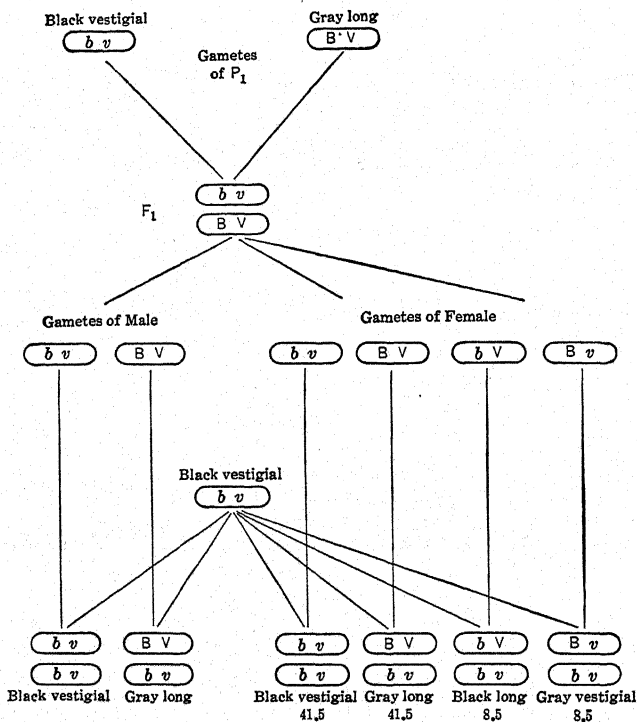 Black vestigial
b v
Gray long
B V
Gametes
of P1
F1
b v
B V
Gametes of Male
Gametes of Female
b v
B V
b v
B V
b V
B v
Black vestigial
b v
b v
B V
b v
B V
b V
B v
b v
b v
b v
b v
b v
b v
Black vestigial
Gray long
Black vestigial
Gray long
Black long
Gray vestigial
41.5
41.5
8.5
8.5